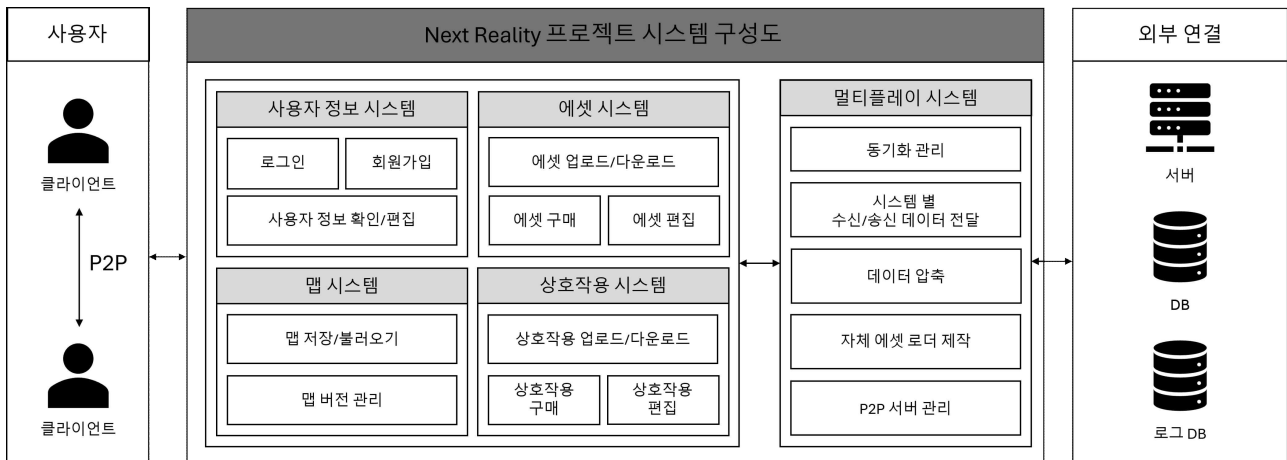 사용자
클라이언트
P2P
클라이언트
Next Reality 프로젝트 시스템 구성도
사용자 정보 시스템
로그인
회원가입
사용자 정보 확인/편집
에셋 시스템
에셋 업로드/다운로드
에셋 구매
에셋 편집
맵 시스템
맵 저장/불러오기
맵 버전 관리
상호작용 시스템
상호작용 업로드/다운로드
상호작용
구매
상호작용
편집
멀티플레이 시스템
동기화 관리
시스템 별
수신/송신 데이터 전달
데이터 압축
자체 에셋 로더 제작
P2P 서버 관리
외부 연결
서버
DB
로그 DB